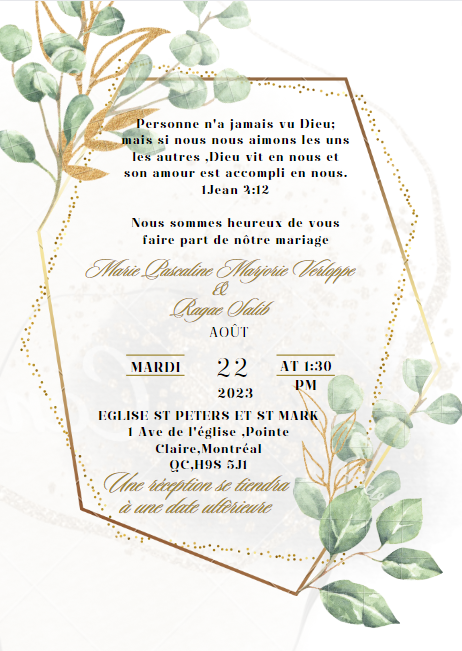 Personne n'a jamais vu Dieu;
mais si nous nous aimons les uns
les autres ,Dieu vit en nous et
son amour est accompli en nous.
1Jean 4:12
Nous sommes heureux de vous
faire part de nôtre mariage
Marie Pascaline Marjorie Verloppe
&
Ragae Salib
AOÛT
MARDI 22 AT 1:30 PM
2023
EGLISE ST PETERS ET ST MARK
1 Ave de l'église ,Pointe
Claire,Montréal
QC,H9S 5J1
Une réception se tiendra
à une date ultérieure